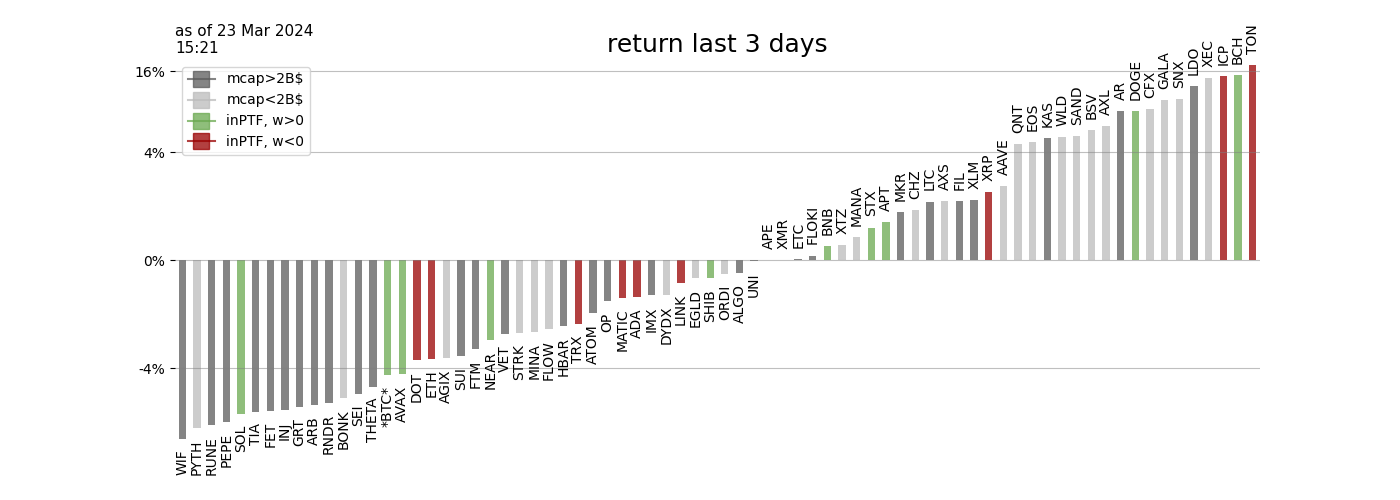 as of 23 Mar 2024
15:21
return last 3 days
mcap>2B$
mcap<2B$
inPTF, w>0
inPTF, w<0
16%
4%
0%
-4%
WIF
PYTH
RUNE
PEPE
SOL
TIA
FET
INJ
GRT
ARB
RNDR
BONK
SEI
THETA
*BTC*
AVAX
DOT
ETH
AGIX
SUI
FTM
NEAR
VET
STRK
MINA
FLOW
HBAR
TRX
ATOM
OP
MATIC
ADA
IMX
DYDX
LINK
EGLD
SHIB
ORDI
ALGO
UNI
APE
XMR
ETC
FLOKI
BNB
XTZ
MANA
STX
APT
MKR
CHZ
LTC
AXS
FIL
XLM
XRP
AAVE
QNT
EOS
KAS
WLD
SAND
BSV
AXL
AR
DOGE
CFX
GALA
SNX
LDO
XEC
ICP
BCH
TON